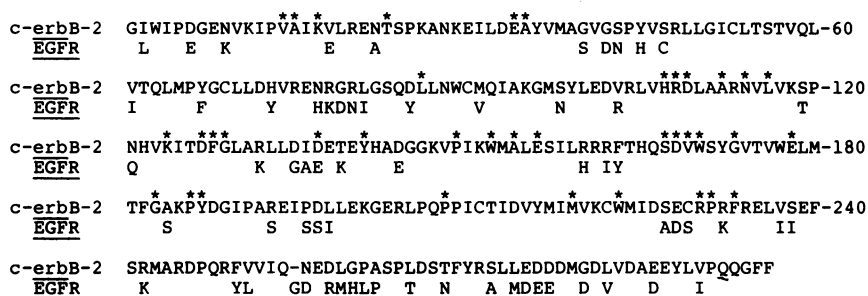 ** * * **
c-erbB-2 GIWIPDGENVKIPVAIKVLRENTSPKANKEILDEAYVMAGVGSPYVSRLLGICLTSTVQL-60
EGFR L E K E A S DN H C
* *** * * *
c-erbB-2 VTQLMPYGCLLDHVRENRGRLGSQDLLNWCMQIAKGMSYLEDVRLVHRDLAARNVLVKSP-120
EGFR I F Y HKDNI Y V N R T
* *** * * * * * * **** * *
c-erbB-2 NHVKITDFGLARLLDIDETEYHADGGKVPIKWMALESILRRRFTHQSDVWSYGVTVWELM-180
EGFR Q K GAE K E H IY
* ** * * * ** *
c-erbB-2 TFGAKPYDGIPAREIPDLLEKGERLPQPPICTIDVYMIMVKCWMIDSECRPRFRELVSEF-240
EGFR S S SSI ADS K II
c-erbB-2 SRMARDPQRFVVIQ-NEDLGPASPLDSTFYRSLLEDDDMGDLVDAEEYLVPQQGFF
EGFR K YL GD RMHLP T N A MDEE D V D I